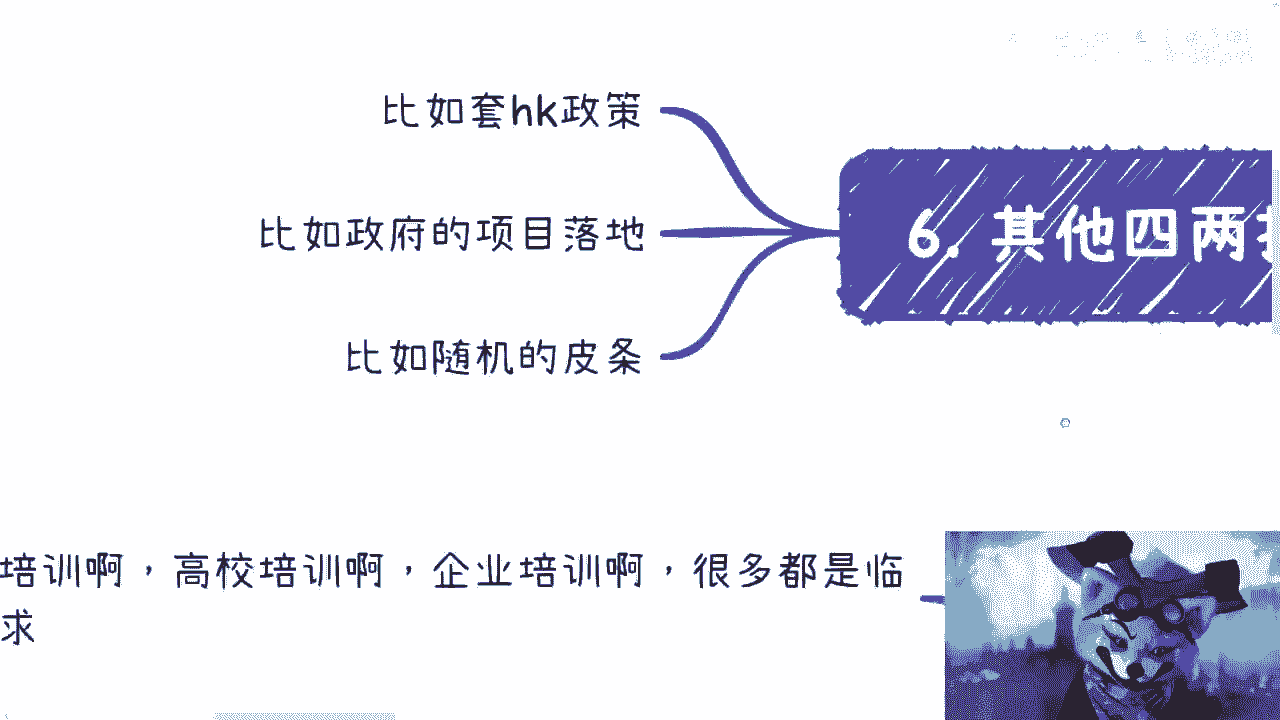 比如套hk政策
比如政府的项目落地
比如随机的皮条
6. 其他四两
培训啊，高校培训啊，企业培训啊，很多都是临
求